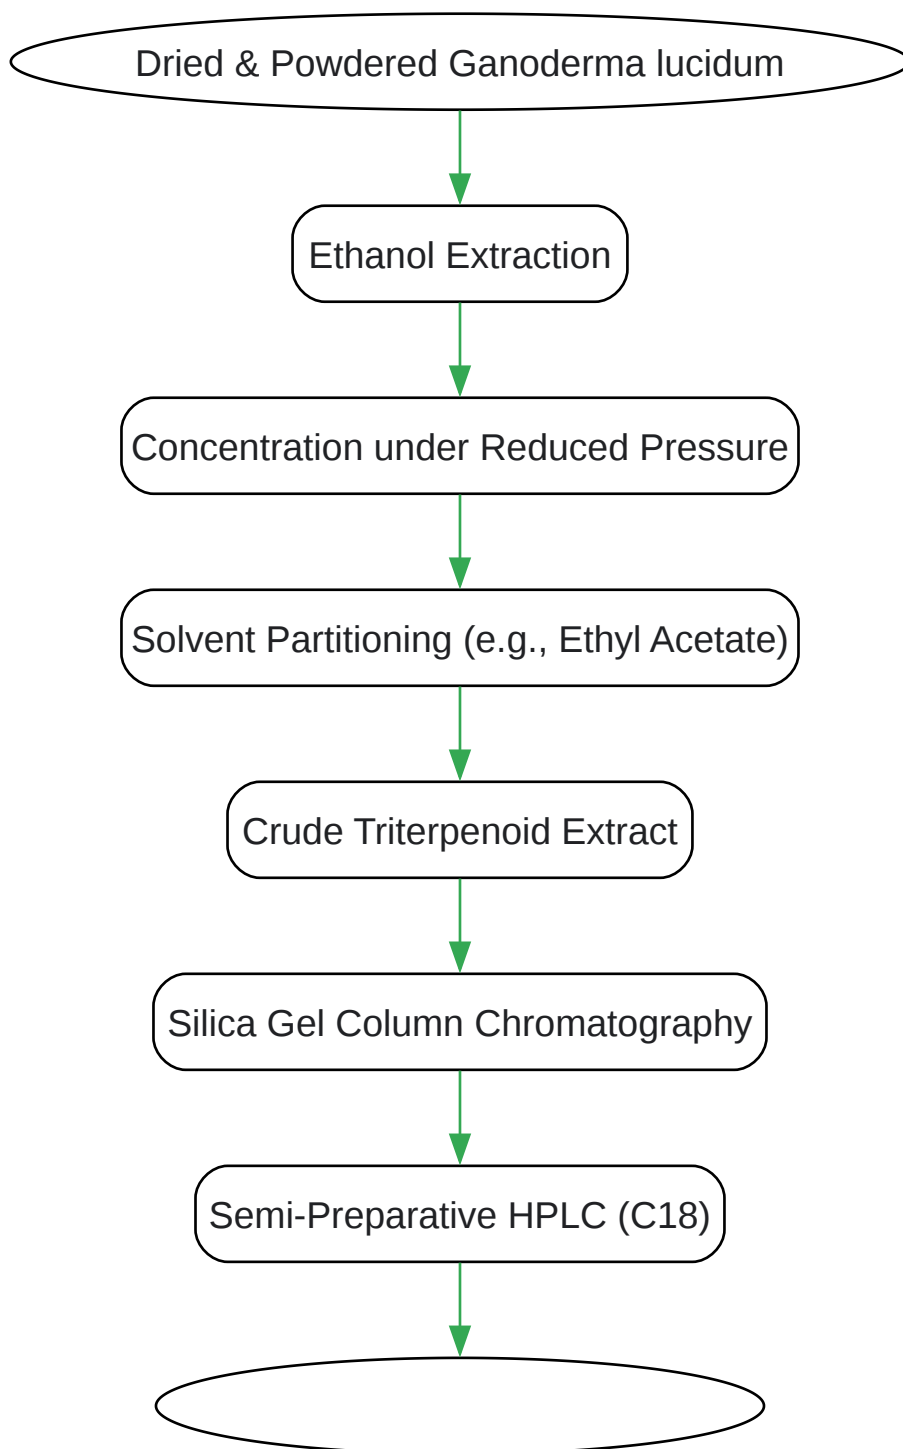 Dried & Powdered Ganoderma lucidum
Ethanol Extraction
Concentration under Reduced Pressure
Solvent Partitioning (e.g., Ethyl Acetate)
Crude Triterpenoid Extract
Silica Gel Column Chromatography
Semi-Preparative HPLC (C18)